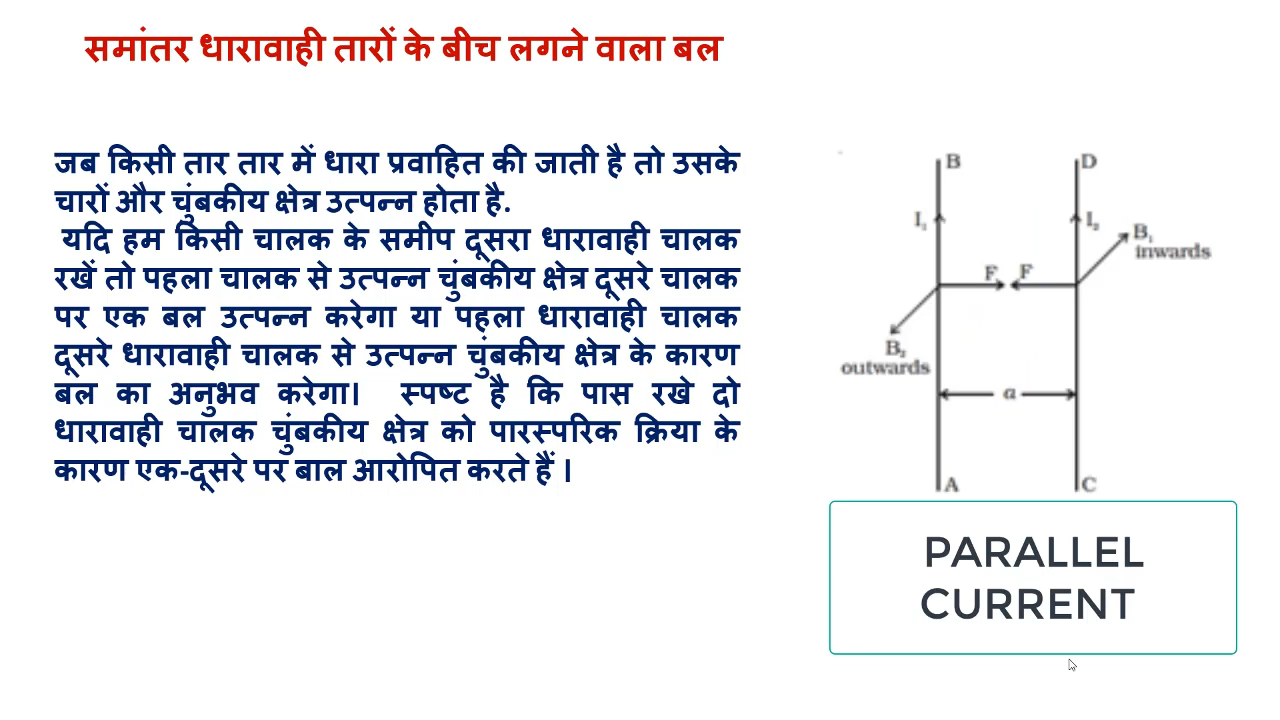 समांतर धारावाही तारों के बीच लगने वाला बल
जब किसी तार तार में धारा प्रवाहित की जाती है तो उसके
चारों और चुंबकीय क्षेत्र उत्पन्न होता है.
यदि हम किसी चालक के समीप दूसरा धारावाही चालक
रखें तो पहला चालक से उत्पन्न चुंबकीय क्षेत्र दूसरे चालक
पर एक बल उत्पन्न करेगा या पहला धारावाही चालक
दूसरे धारावाही चालक से उत्पन्न चुंबकीय क्षेत्र के कारण
बल का अनुभव करेगा। स्पष्ट है कि पास रखे दो
धारावाही चालक चुंबकीय क्षेत्र को पारस्परिक क्रिया के
कारण एक-दूसरे पर बाल आरोपित करते हैं ।
B D
I₁ I₂
B₁
inwards
F F
B₂
outwards
a
A C
PARALLEL
CURRENT